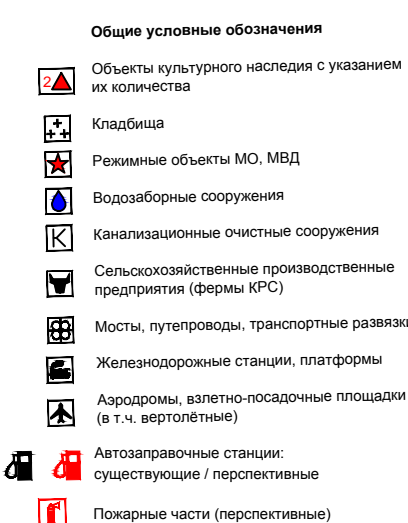 Общие условные обозначения
2 Объекты культурного наследия с указанием
их количества
Кладбища
Режимные объекты МО, МВД
Водозаборные сооружения
К Канализационные очистные сооружения
Сельскохозяйственные производственные
предприятия (фермы КРС)
Мосты, путепроводы, транспортные развязки
Железнодорожные станции, платформы
Аэродромы, взлетно-посадочные площадки
(в т.ч. вертолётные)
Автозаправочные станции:
существующие / перспективные
Пожарные части (перспективные)